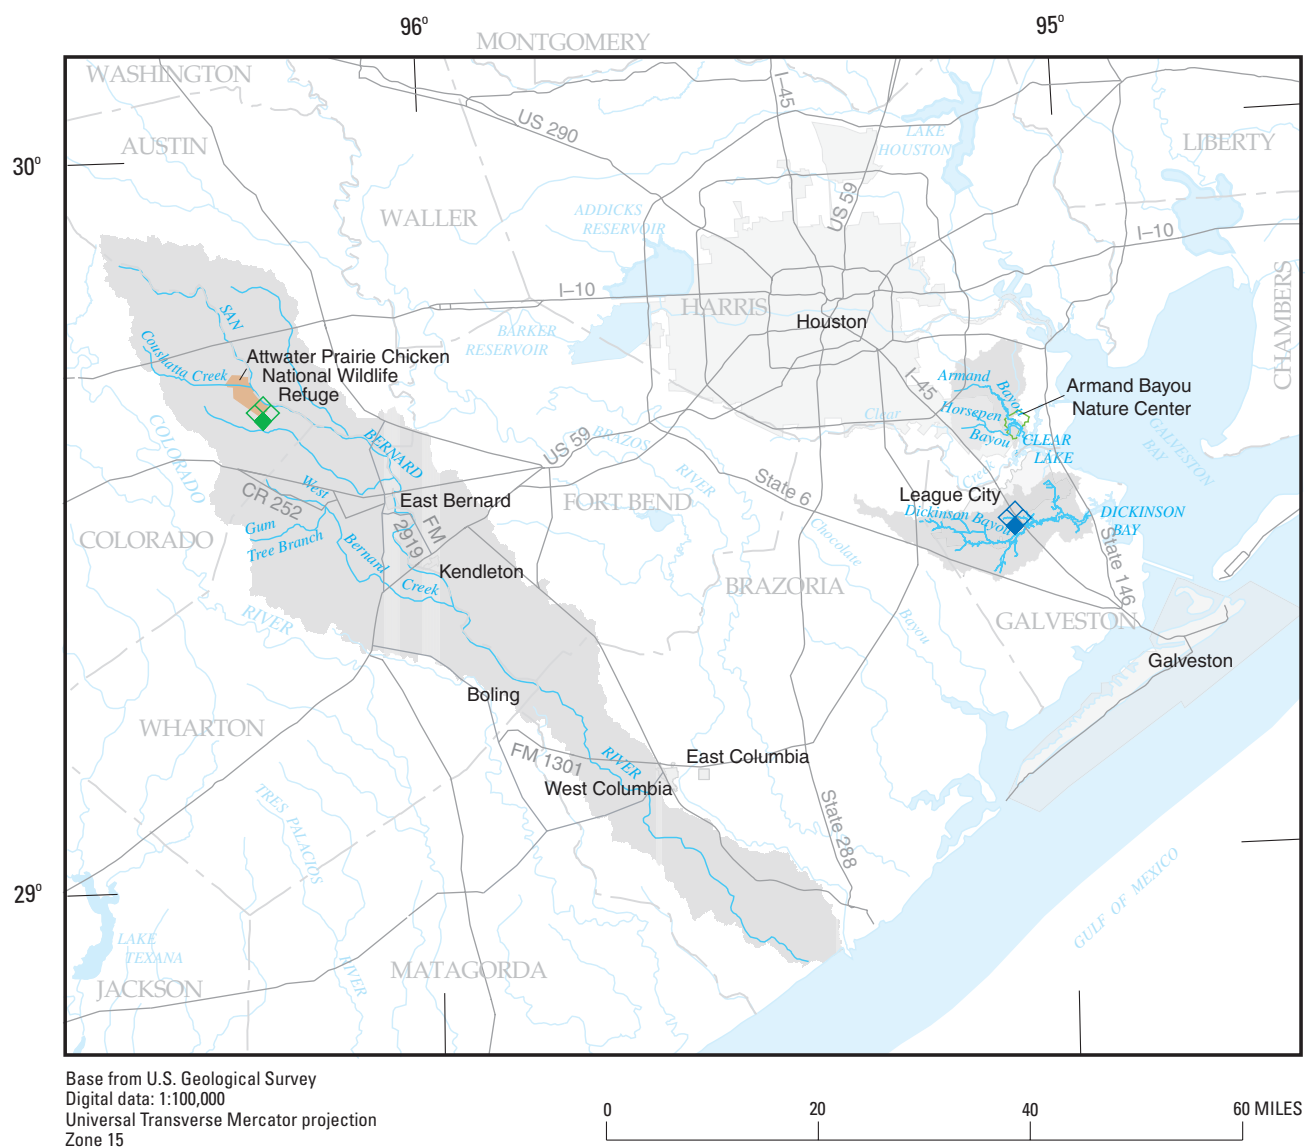 96°
95°
MONTGOMERY
WASHINGTON
I–45
US 290
LAKE
HOUSTON
LIBERTY
AUSTIN
30°
US 59
WALLER
ADDICKS
RESERVOIR
I–10
I–10
CHAMBERS
HARRIS
SAN
Houston
BARKER
RESERVOIR
Coushatta Creek
Attwater Prairie Chicken
National Wildlife
Refuge
I–45
Armand
Bayou
Armand Bayou
Nature Center
Horsepen
Bayou
Clear
Creek
CLEAR
LAKE
GALVESTON
BAY
COLORADO
BERNARD
US 59
BRAZOS
RIVER
State 6
West
CR 252
East Bernard
FORT BEND
League City
Dickinson Bayou
DICKINSON
BAY
Gum
Tree Branch
COLORADO
FM
2919
Bernard
Creek
Chocolate
Bayou
State 146
Kendleton
BRAZORIA
RIVER
GALVESTON
Galveston
Boling
WHARTON
FM 1301
RIVER
East Columbia
West Columbia
TRES PALACIOS
RIVER
State 288
29°
GULF OF MEXICO
LAKE
TEXANA
MATAGORDA
JACKSON
Base from U.S. Geological Survey
Digital data: 1:100,000
Universal Transverse Mercator projection
Zone 15
0 20 40 60 MILES